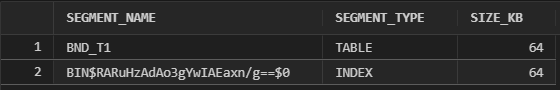 SEGMENT_NAME SEGMENT_TYPE SIZE_KB
1 BND_T1 TABLE 64
2 BIN$RARuHzAdAo3gYwIAEaxn/g==$0 INDEX 64